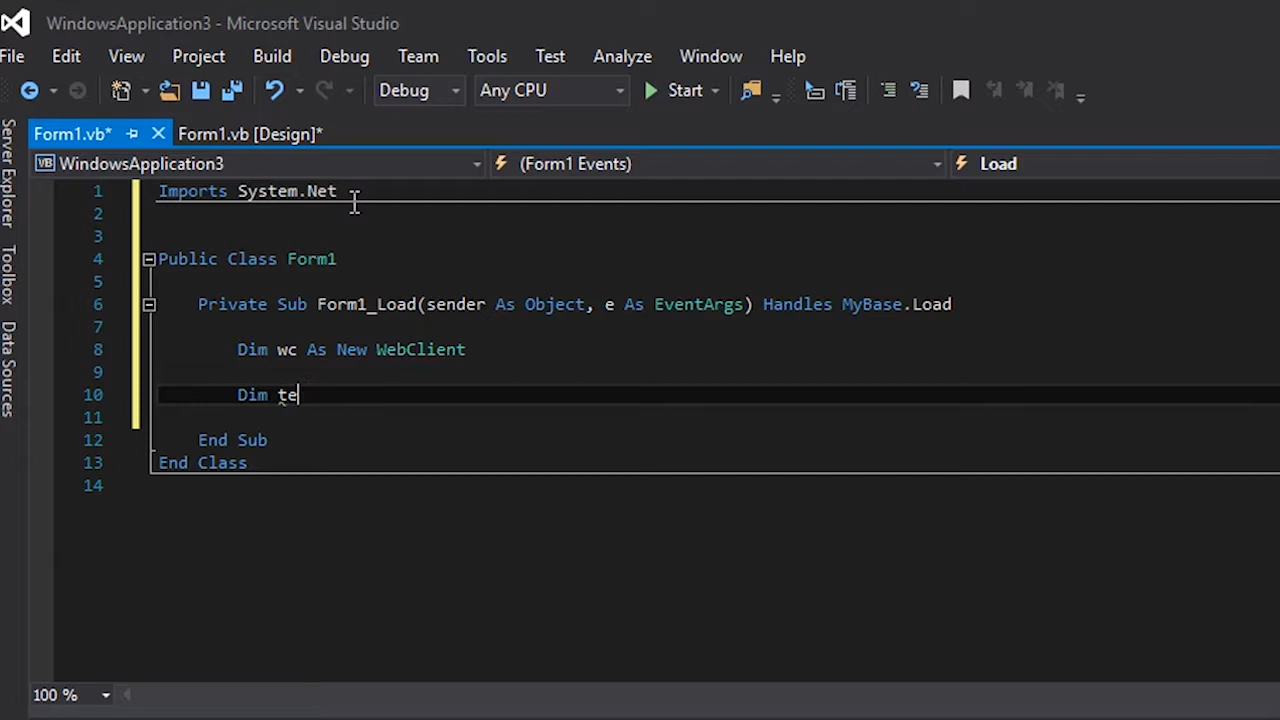 WindowsApplication3 - Microsoft Visual Studio
File Edit View Project Build Debug Team Tools Test Analyze Window Help
Debug Any CPU Start
Form1.vb* Form1.vb [Design]*
VB WindowsApplication3 (Form1 Events) Load
Server Explorer
Toolbox
Data Sources
1 Imports System.Net
2
3
4 Public Class Form1
5
6 Private Sub Form1_Load(sender As Object, e As EventArgs) Handles MyBase.Load
7
8 Dim wc As New WebClient
9
10 Dim te
11
12 End Sub
13 End Class
14
100 %